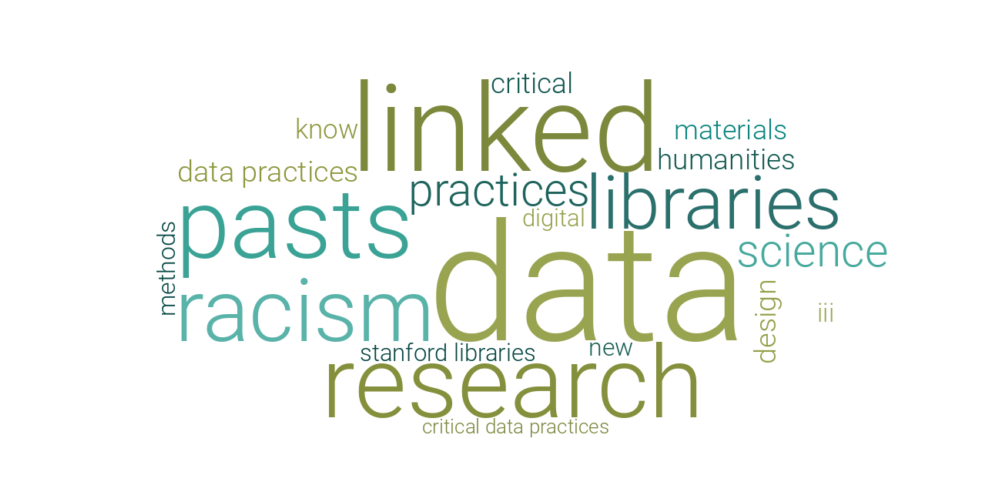 critical
linked
know
materials
humanities
data practices
practices
libraries
pasts
digital
methods
science
data
racism
design
iii
stanford libraries
new
research
critical data practices